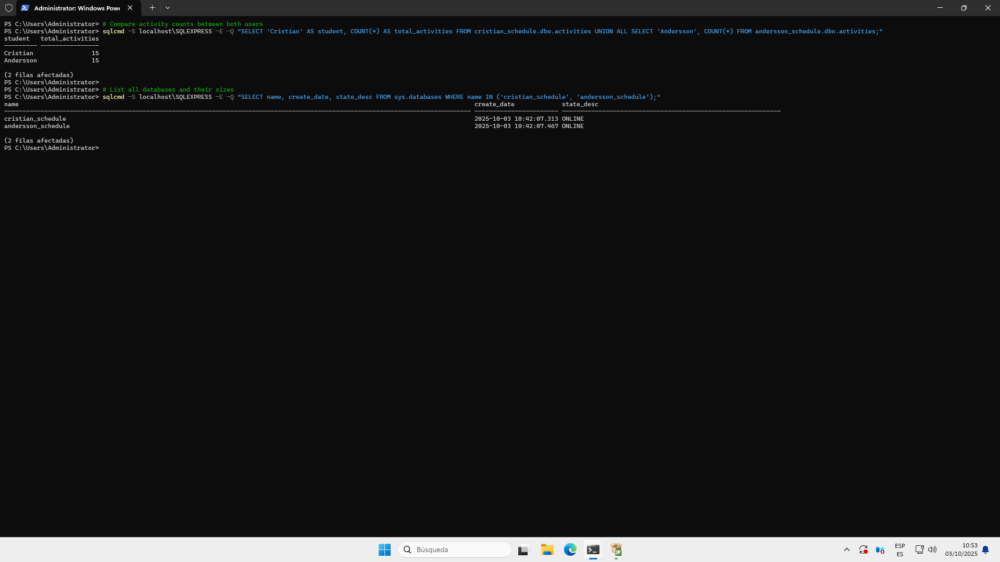 Administrator: Windows Powe
PS C:\Users\Administrator> # Compare activity counts between both users
PS C:\Users\Administrator> sqlcmd -S localhost\SQLEXPRESS -E -Q "SELECT 'Cristian' AS student, COUNT(*) AS total_activities FROM cristian_schedule.dbo.activities UNION ALL SELECT 'Andersson', COUNT(*) FROM andersson_schedule.dbo.activities;"
student   total_activities
--------- ----------------
Cristian                15
Andersson               15
(2 filas afectadas)
PS C:\Users\Administrator>
PS C:\Users\Administrator> # List all databases and their sizes
PS C:\Users\Administrator> sqlcmd -S localhost\SQLEXPRESS -E -Q "SELECT name, create_date, state_desc FROM sys.databases WHERE name IN ('cristian_schedule', 'andersson_schedule');"
name create_date state_desc
-------------------------------------------------------------------------------------------------------------------------------- ----------------------- ------------------------------------------------------------
cristian_schedule 2025-10-03 10:42:07.313 ONLINE
andersson_schedule 2025-10-03 10:42:07.467 ONLINE
(2 filas afectadas)
PS C:\Users\Administrator>
Búsqueda
ESP
ES
10:53
03/10/2025